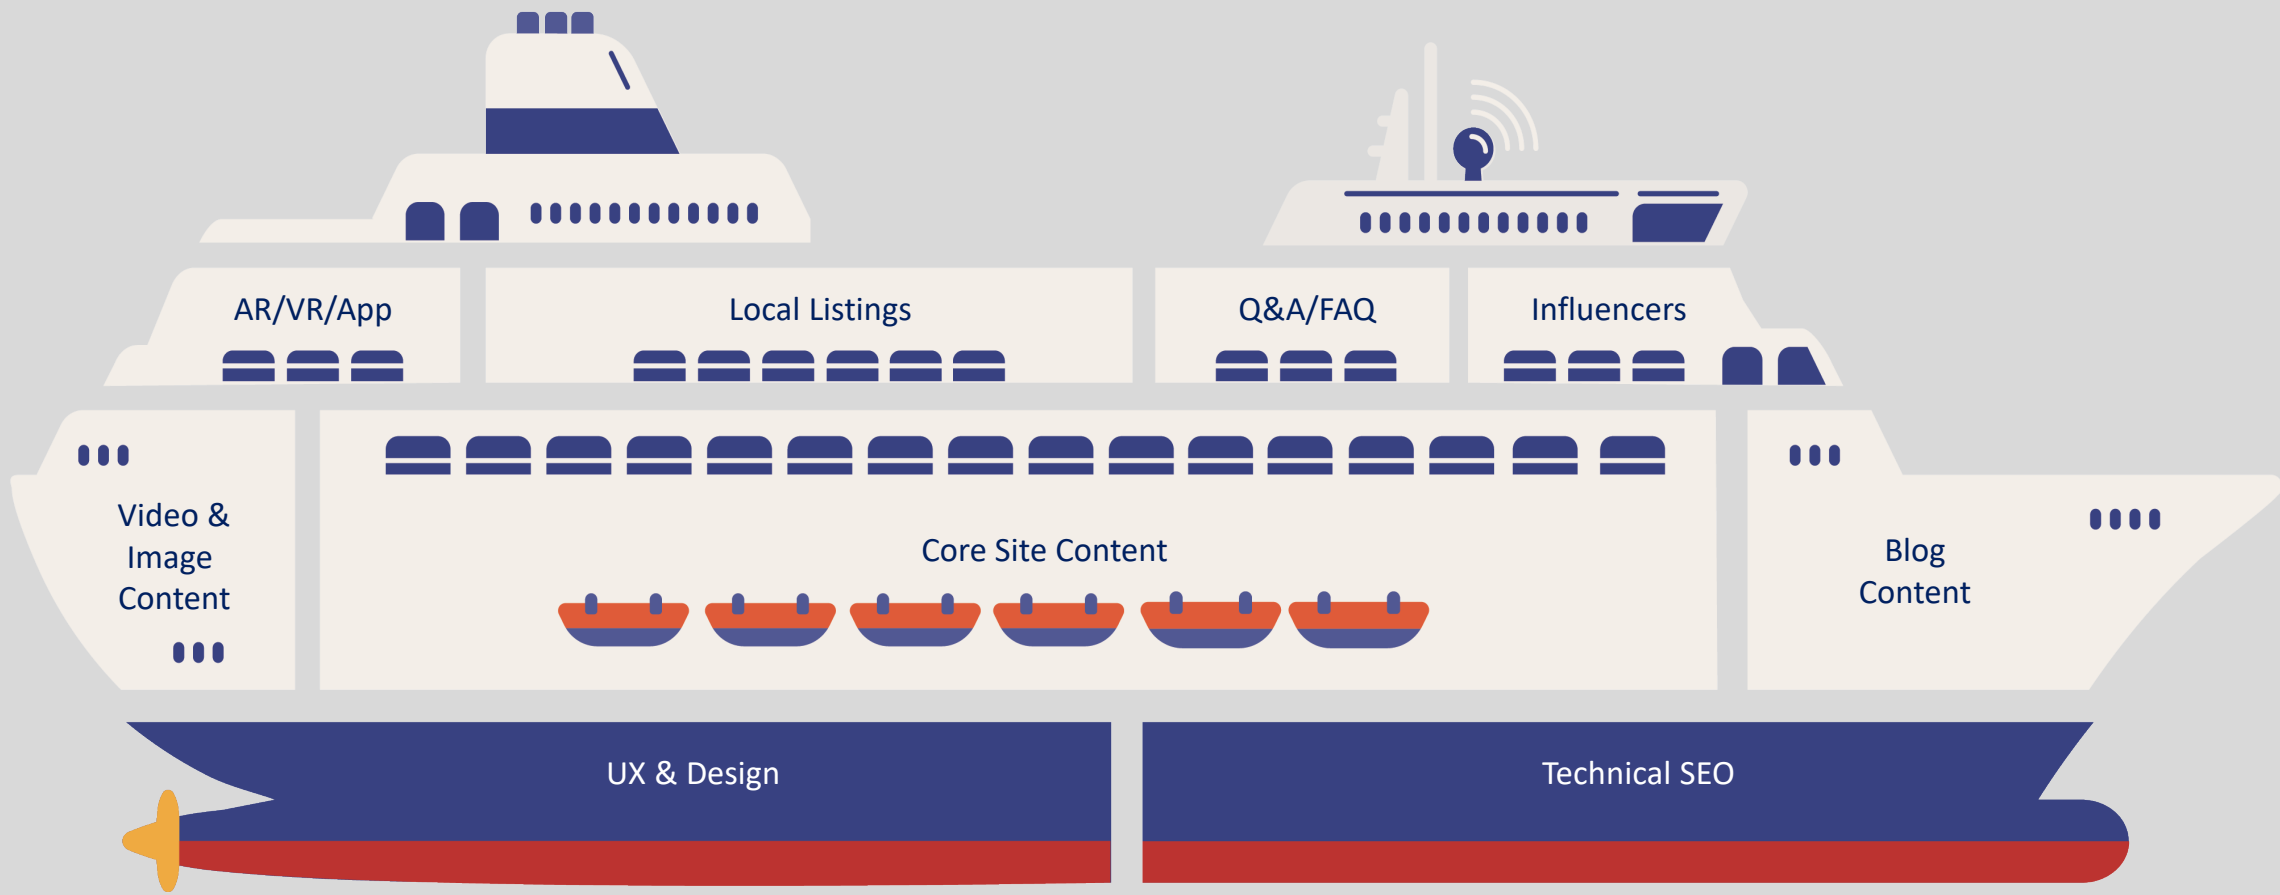 AR/VR/App
Local Listings
Q&A/FAQ
Influencers
Video &
Image
Content
Core Site Content
Blog
Content
UX & Design
Technical SEO